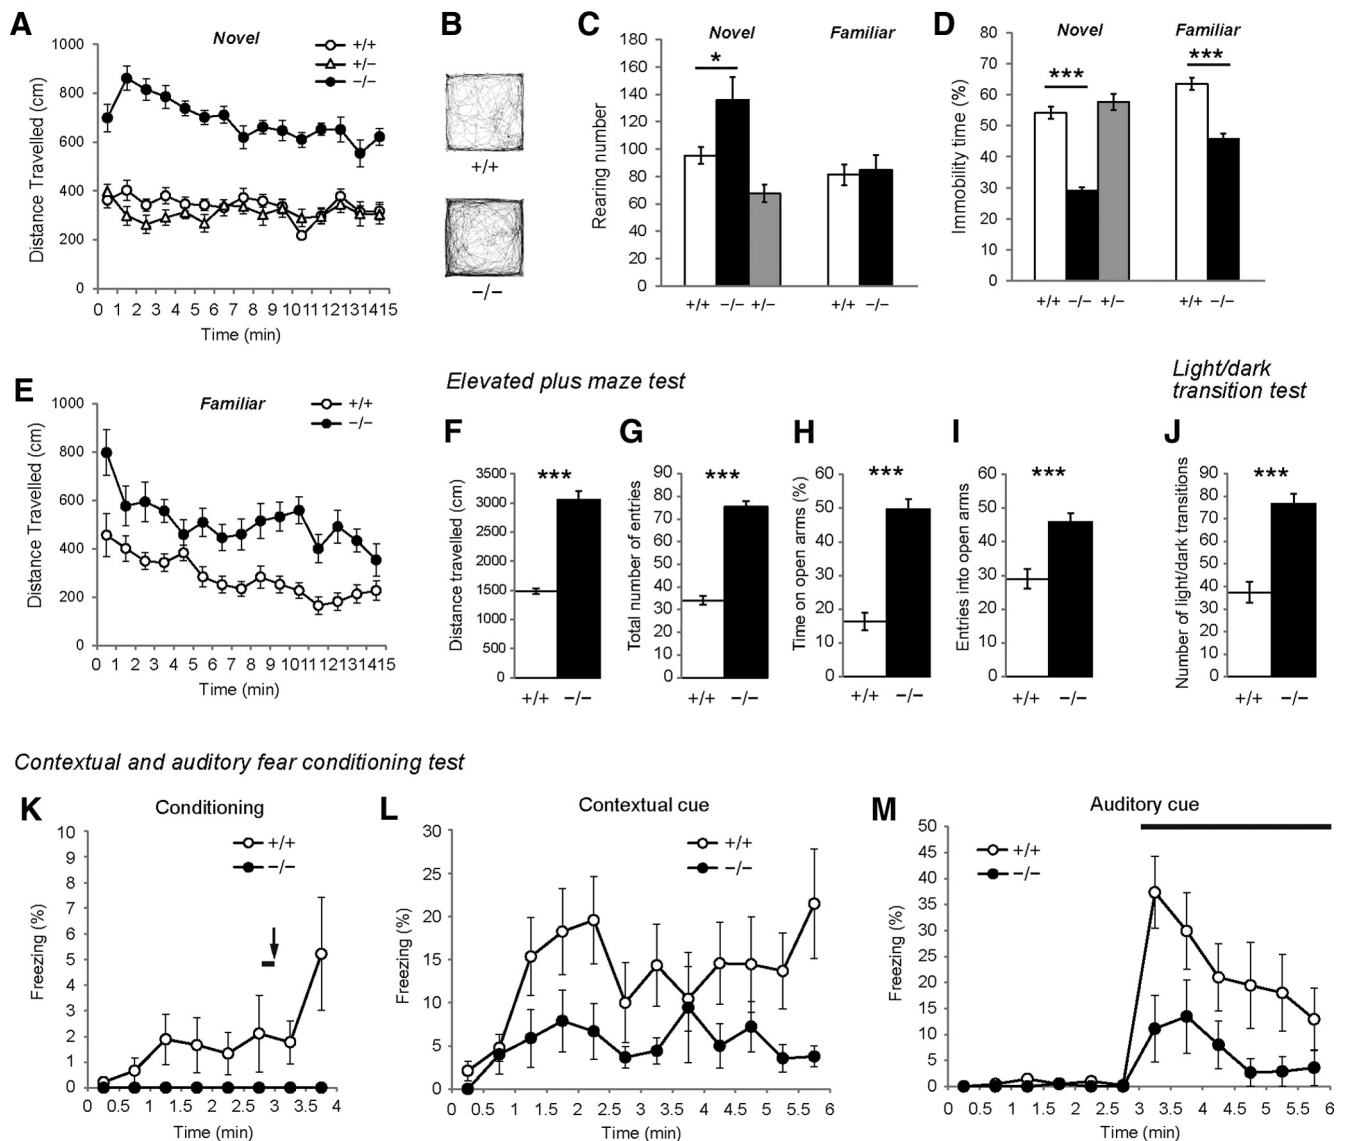 A
Novel
+/+
+/−
−/−
1000
800
600
400
200
0
Distance Travelled (cm)
0 1 2 3 4 5 6 7 8 9 10 11 12 13 14 15
Time (min)
B
+/+
−/−
C
Novel
Familiar
*
180
160
140
120
100
80
60
40
20
0
Rearing number
+/+ −/− +/−
+/+ −/−
D
Novel
Familiar
***
***
80
70
60
50
40
30
20
10
0
Immobility time (%)
+/+ −/− +/−
+/+ −/−
E
Familiar
+/+
−/−
1000
800
600
400
200
0
Distance Travelled (cm)
0 1 2 3 4 5 6 7 8 9 10 11 12 13 14 15
Time (min)
Elevated plus maze test
F
***
3500
3000
2500
2000
1500
1000
500
0
Distance travelled (cm)
+/+ −/−
G
***
90
80
70
60
50
40
30
20
10
0
Total number of entries
+/+ −/−
H
***
60
50
40
30
20
10
0
Time on open arms (%)
+/+ −/−
I
***
60
50
40
30
20
10
0
Entries into open arms
+/+ −/−
Light/dark
transition test
J
***
90
80
70
60
50
40
30
20
10
0
Number of light/dark transitions
+/+ −/−
Contextual and auditory fear conditioning test
K
Conditioning
+/+
−/−
10
9
8
7
6
5
4
3
2
1
0
Freezing (%)
0 0.5 1 1.5 2 2.5 3 3.5 4
Time (min)
L
Contextual cue
+/+
−/−
30
25
20
15
10
5
0
Freezing (%)
0 0.5 1 1.5 2 2.5 3 3.5 4 4.5 5 5.5 6
Time (min)
M
Auditory cue
+/+
−/−
50
45
40
35
30
25
20
15
10
5
0
Freezing (%)
0 0.5 1 1.5 2 2.5 3 3.5 4 4.5 5 5.5 6
Time (min)